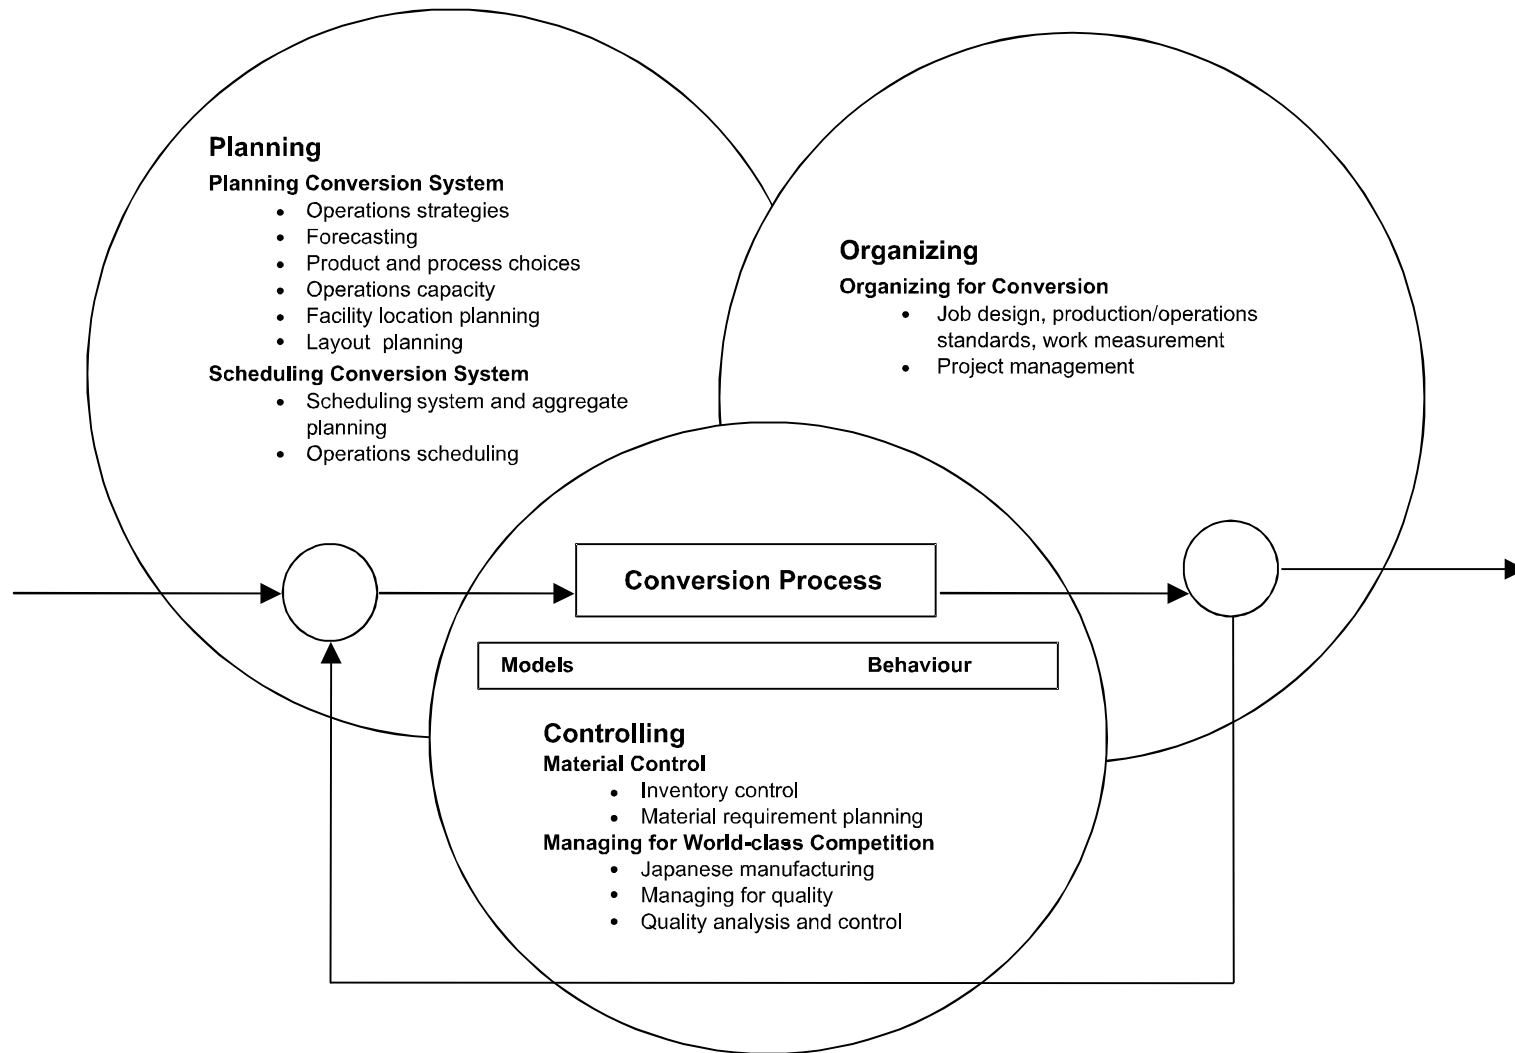 Planning
Planning Conversion System
• Operations strategies
• Forecasting
• Product and process choices
• Operations capacity
• Facility location planning
• Layout planning
Scheduling Conversion System
• Scheduling system and aggregate
planning
• Operations scheduling
Organizing
Organizing for Conversion
• Job design, production/operations
standards, work measurement
• Project management
Conversion Process
Models Behaviour
Controlling
Material Control
• Inventory control
• Material requirement planning
Managing for World-class Competition
• Japanese manufacturing
• Managing for quality
• Quality analysis and control